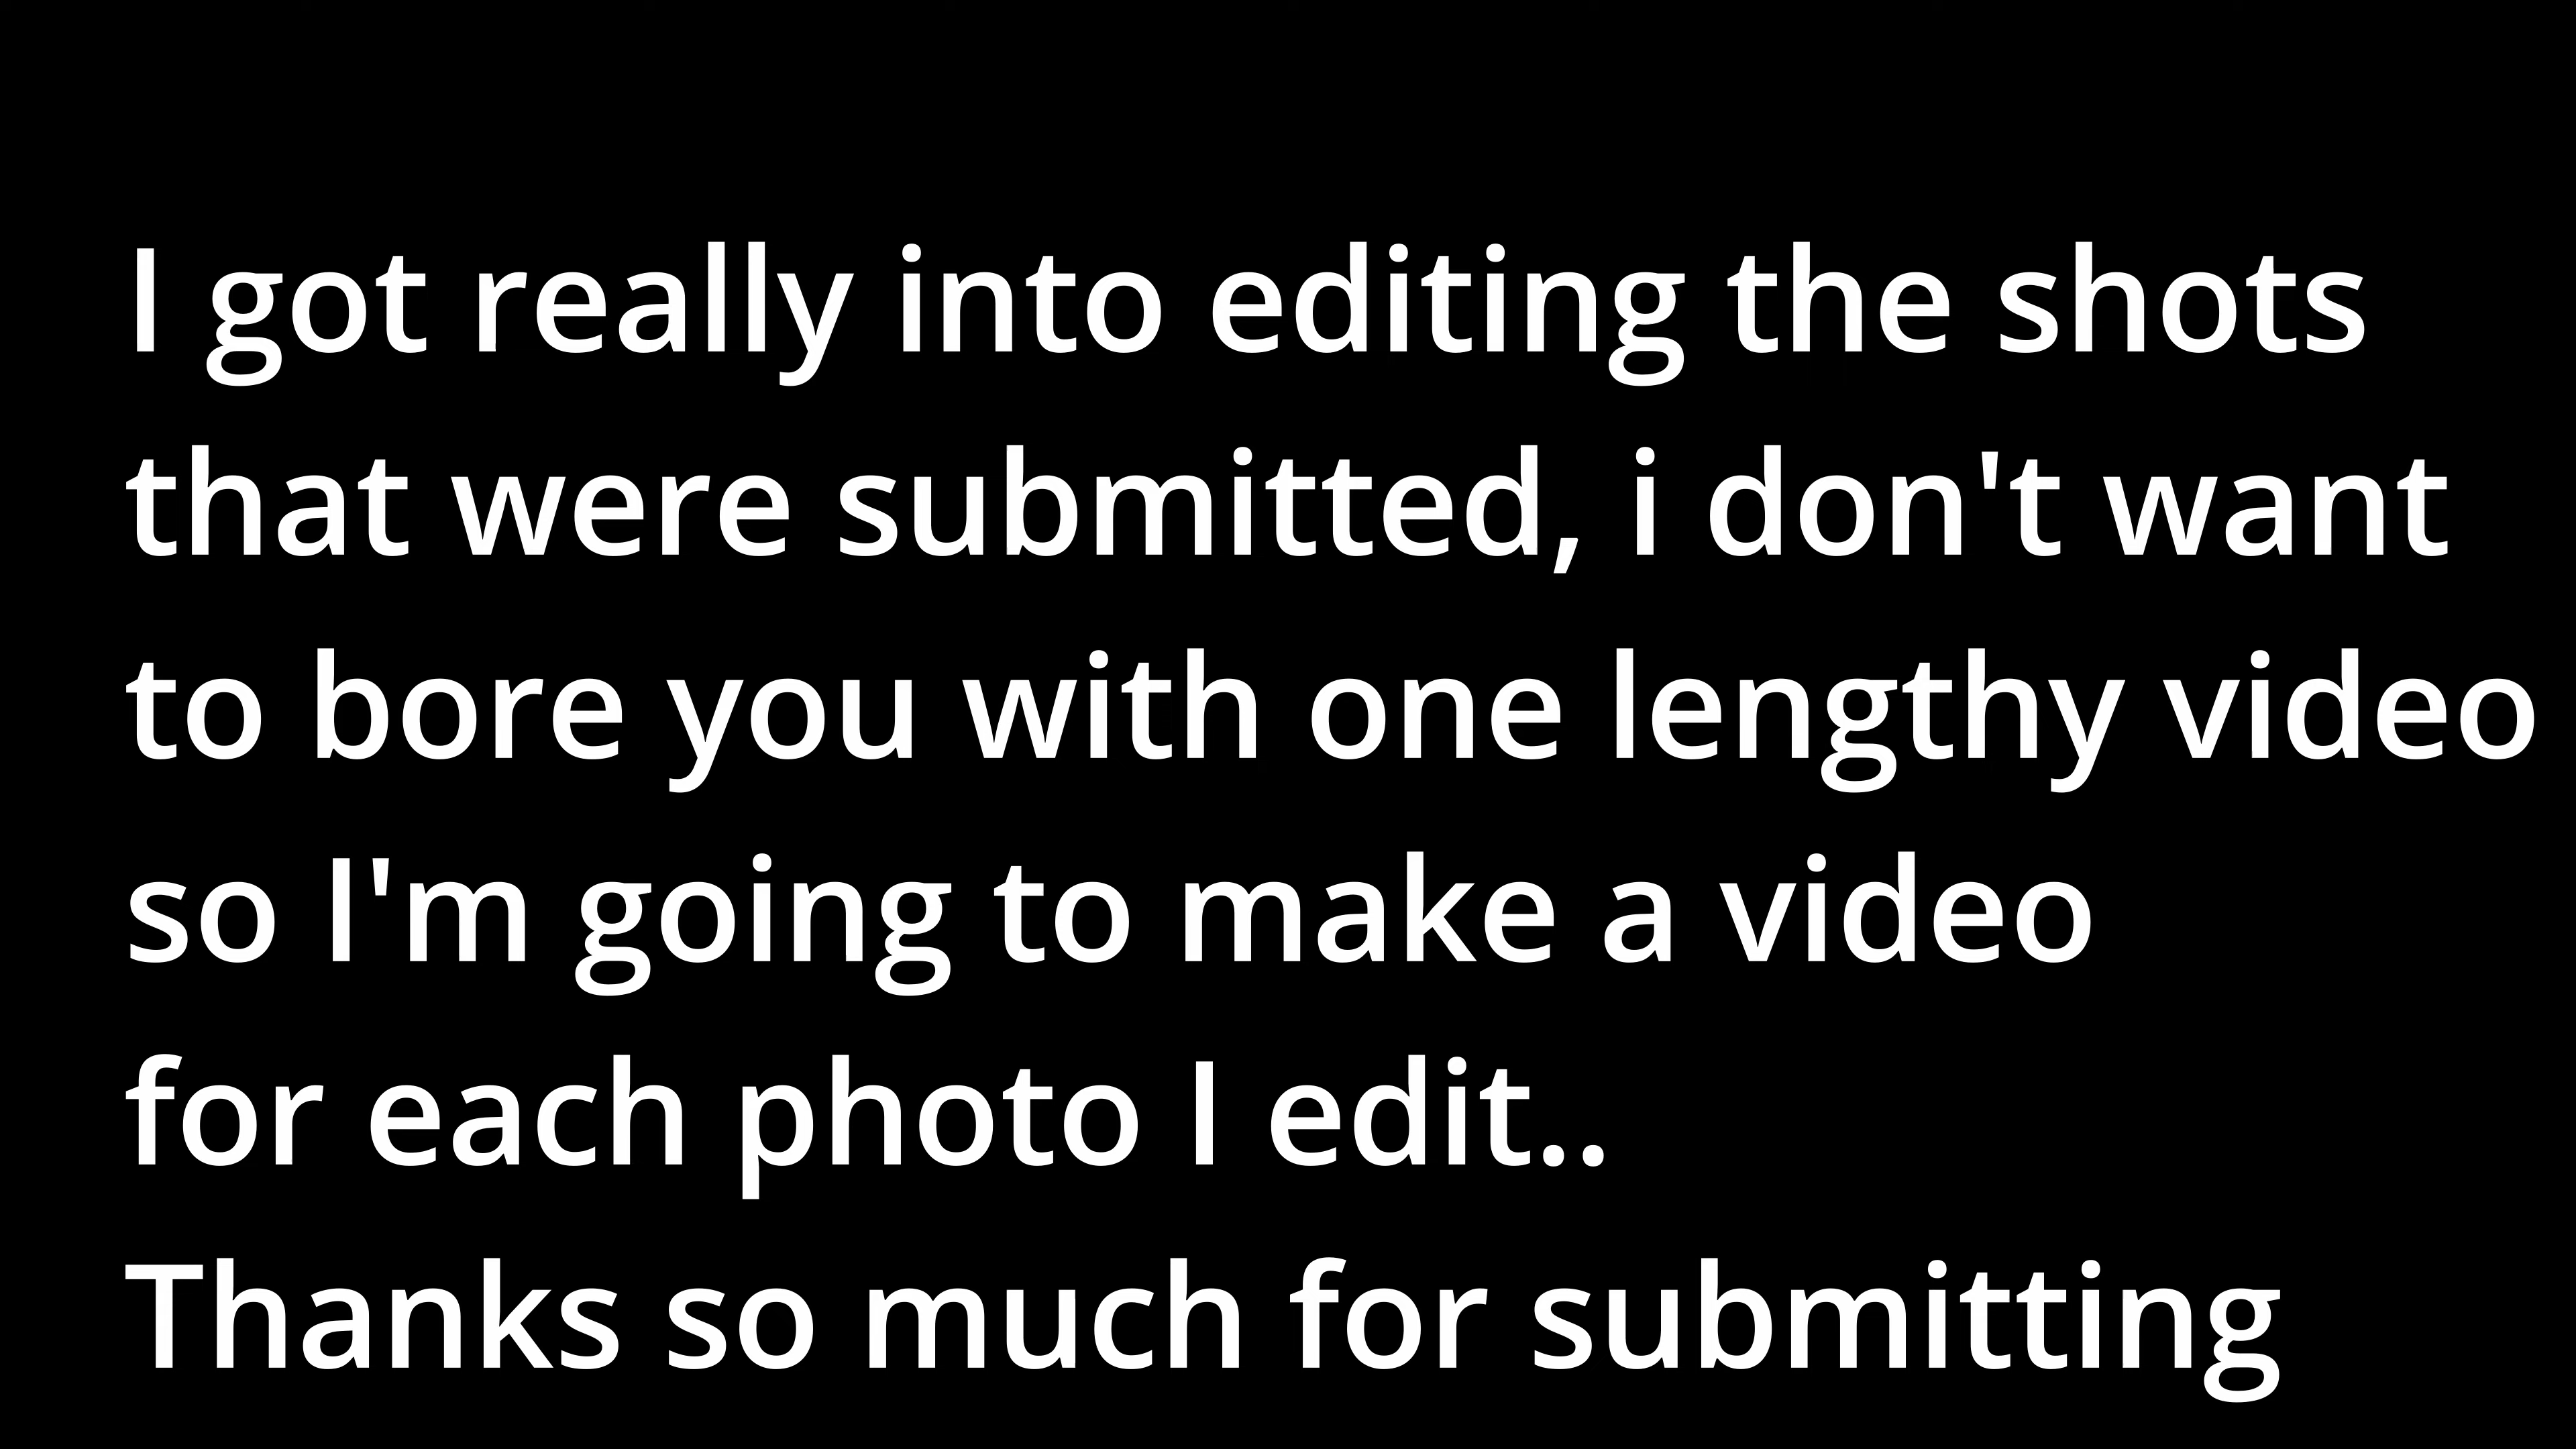 I got really into editing the shots
that were submitted, i don't want
to bore you with one lengthy video
so I'm going to make a video
for each photo I edit..
Thanks so much for submitting